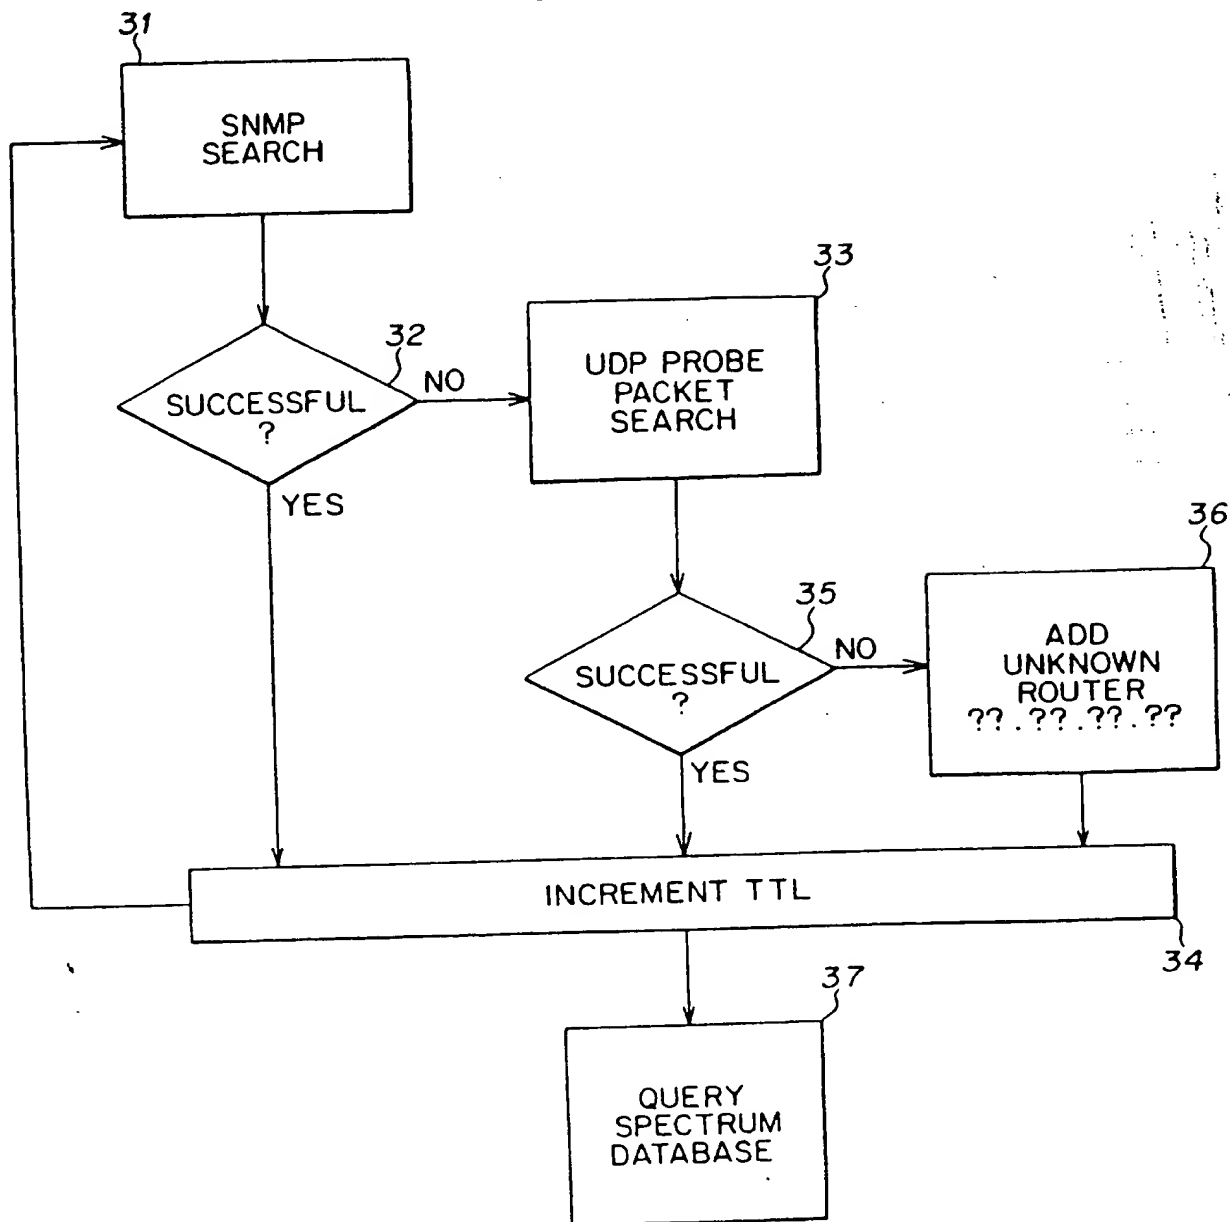 31
SNMP
SEARCH
33
32
SUCCESSFUL
?
NO
UDP PROBE
PACKET
SEARCH
YES
36
35
SUCCESSFUL
?
NO
ADD
UNKNOWN
ROUTER
??.??.??.??
YES
INCREMENT TTL
34
37
QUERY
SPECTRUM
DATABASE